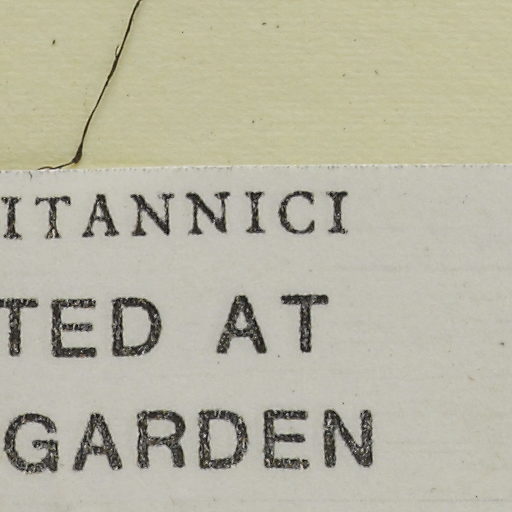 ITANNICI
TED AT
GARDEN